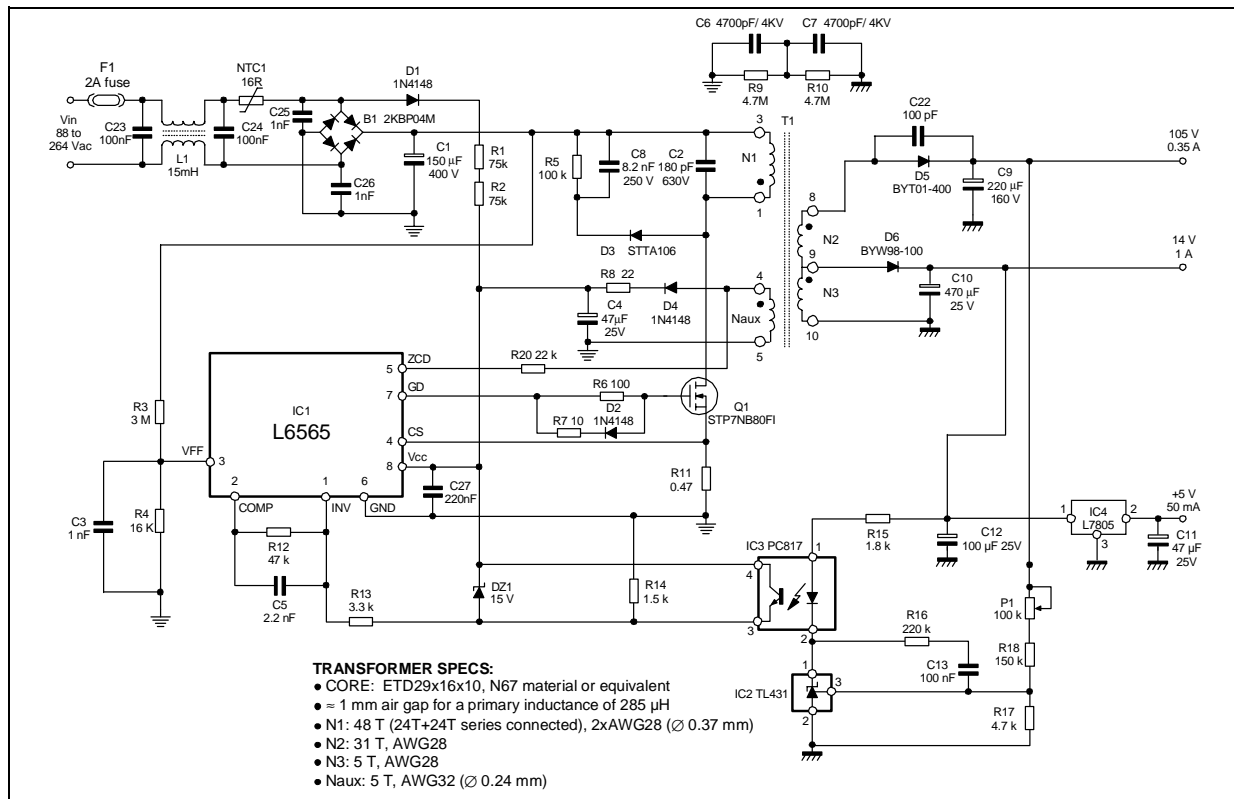 C6 4700pF/ 4KV
C7 4700pF/ 4KV
R9
4.7M
R10
4.7M
F1
2A fuse
NTC1
16R
D1
1N4148
Vin
88 to
264 Vac
C23
100nF
L1
15mH
C24
100nF
C25
1nF
B1
2KBP04M
C26
1nF
C1
150 µF
400 V
R1
75k
R2
75k
R5
100 k
C8
8.2 nF
250 V
C2
180 pF
630V
D3 STTA106
3
N1
1
T1
4
Naux
5
8
N2
9
N3
10
C22
100 pF
D5
BYT01-400
C9
220 µF
160 V
105 V
0.35 A
D6
BYW98-100
C10
470 µF
25 V
14 V
1 A
R8 22
D4
1N4148
C4
47µF
25V
R20 22 k
R6 100
D2
1N4148
R7 10
Q1
STP7NB80FI
R11
0.47
R3
3 M
VFF
3
IC1
L6565
5
ZCD
7
GD
4
CS
8
Vcc
2
COMP
1
INV
6
GND
C27
220nF
C3
1 nF
R4
16 K
R12
47 k
C5
2.2 nF
R13
3.3 k
DZ1
15 V
R14
1.5 k
IC3 PC817
1
4
3
2
R15
1.8 k
C12
100 µF 25V
1
IC4
L7805
2
3
+5 V
50 mA
C11
47 µF
25V
P1
100 k
R16
220 k
C13
100 nF
R18
150 k
R17
4.7 k
1
IC2 TL431
3
2
TRANSFORMER SPECS:
● CORE: ETD29x16x10, N67 material or equivalent
● ≈ 1 mm air gap for a primary inductance of 285 µH
● N1: 48 T (24T+24T series connected), 2xAWG28 (∅ 0.37 mm)
● N2: 31 T, AWG28
● N3: 5 T, AWG28
● Naux: 5 T, AWG32 (∅ 0.24 mm)